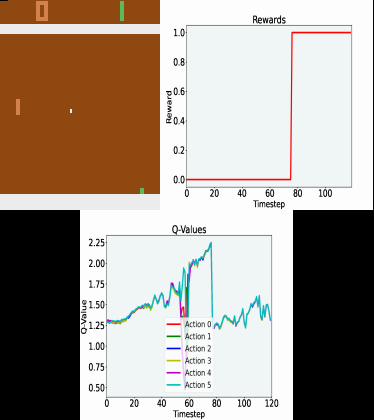 Rewards
1.0
0.8
0.6
0.4
0.2
0.0
Reward
0 20 40 60 80 100
Timestep
Q-Values
2.25
2.00
1.75
1.50
1.25
1.00
0.75
0.50
Q-Value
Action 0
Action 1
Action 2
Action 3
Action 4
Action 5
0 20 40 60 80 100 120
Timestep